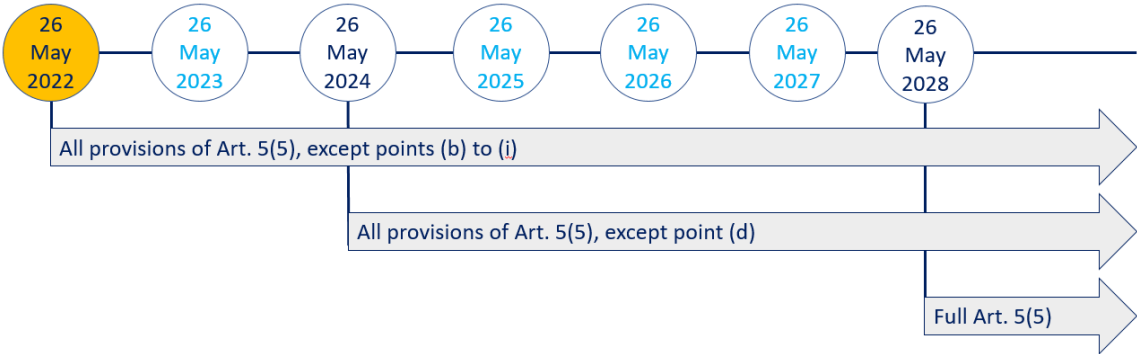 26
May
2022
26
May
2023
26
May
2024
26
May
2025
26
May
2026
26
May
2027
26
May
2028
All provisions of Art. 5(5), except points (b) to (i)
All provisions of Art. 5(5), except point (d)
Full Art. 5(5)